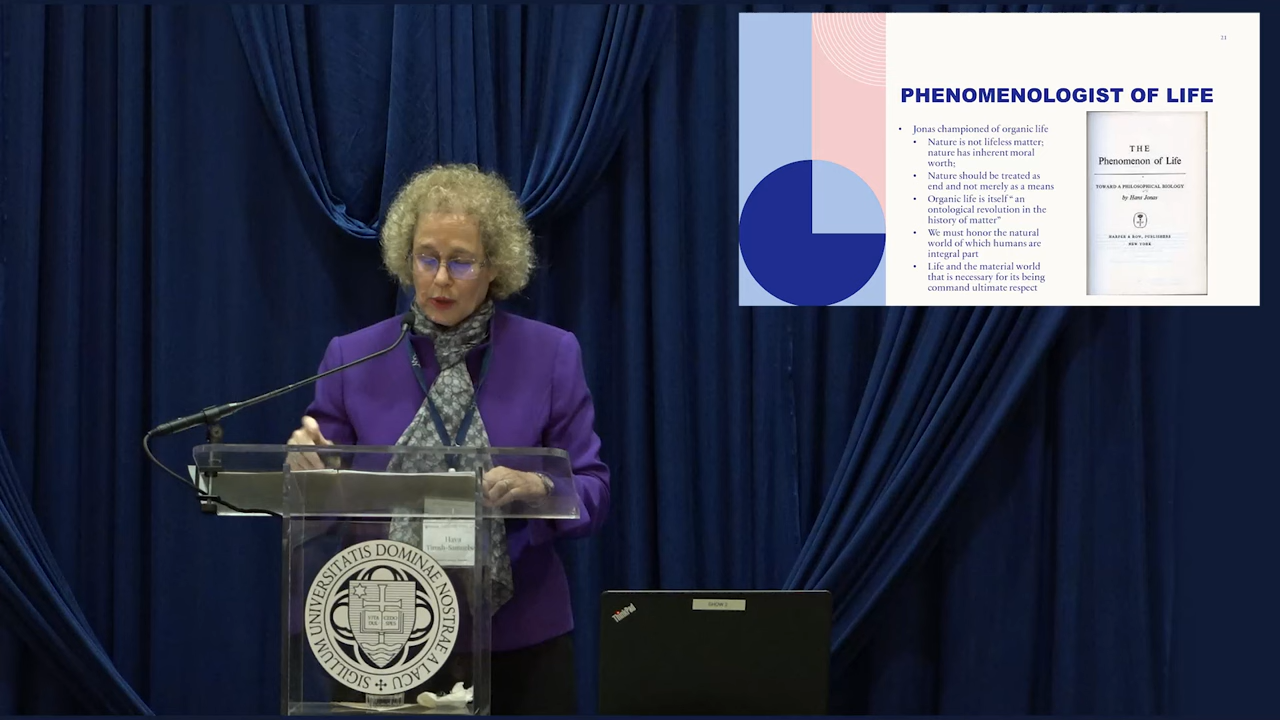 31
PHENOMENOLOGIST OF LIFE
• Jonas championed of organic life
• Nature is not lifeless matter;
nature has inherent moral
worth;
• Nature should be treated as
end and not merely as a means
• Organic life is itself “ an
ontological revolution in the
history of matter”
• We must honor the natural
world of which humans are
integral part
• Life and the material world
that is necessary for its being
command ultimate respect
THE
Phenomenon of Life
TOWARD A PHILOSOPHICAL BIOLOGY
by Hans Jonas
HARPER & ROW, PUBLISHERS
NEW YORK
Hava
SIGILLUM UNIVERSITATIS DOMINAE NOSTRAE A LACU
VITA
DUL
CEDO
SPES
ThinkPad